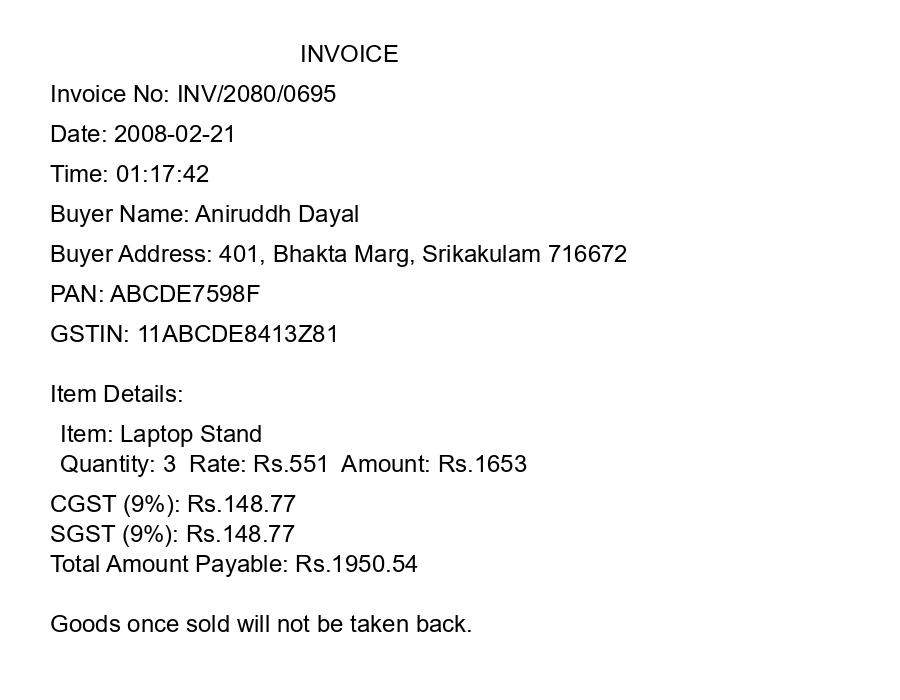 INVOICE
Invoice No: INV/2080/0695
Date: 2008-02-21
Time: 01:17:42
Buyer Name: Aniruddh Dayal
Buyer Address: 401, Bhakta Marg, Srikakulam 716672
PAN: ABCDE7598F
GSTIN: 11ABCDE8413Z81
Item Details:
Item: Laptop Stand
Quantity: 3  Rate: Rs.551  Amount: Rs.1653
CGST (9%): Rs.148.77
SGST (9%): Rs.148.77
Total Amount Payable: Rs.1950.54
Goods once sold will not be taken back.